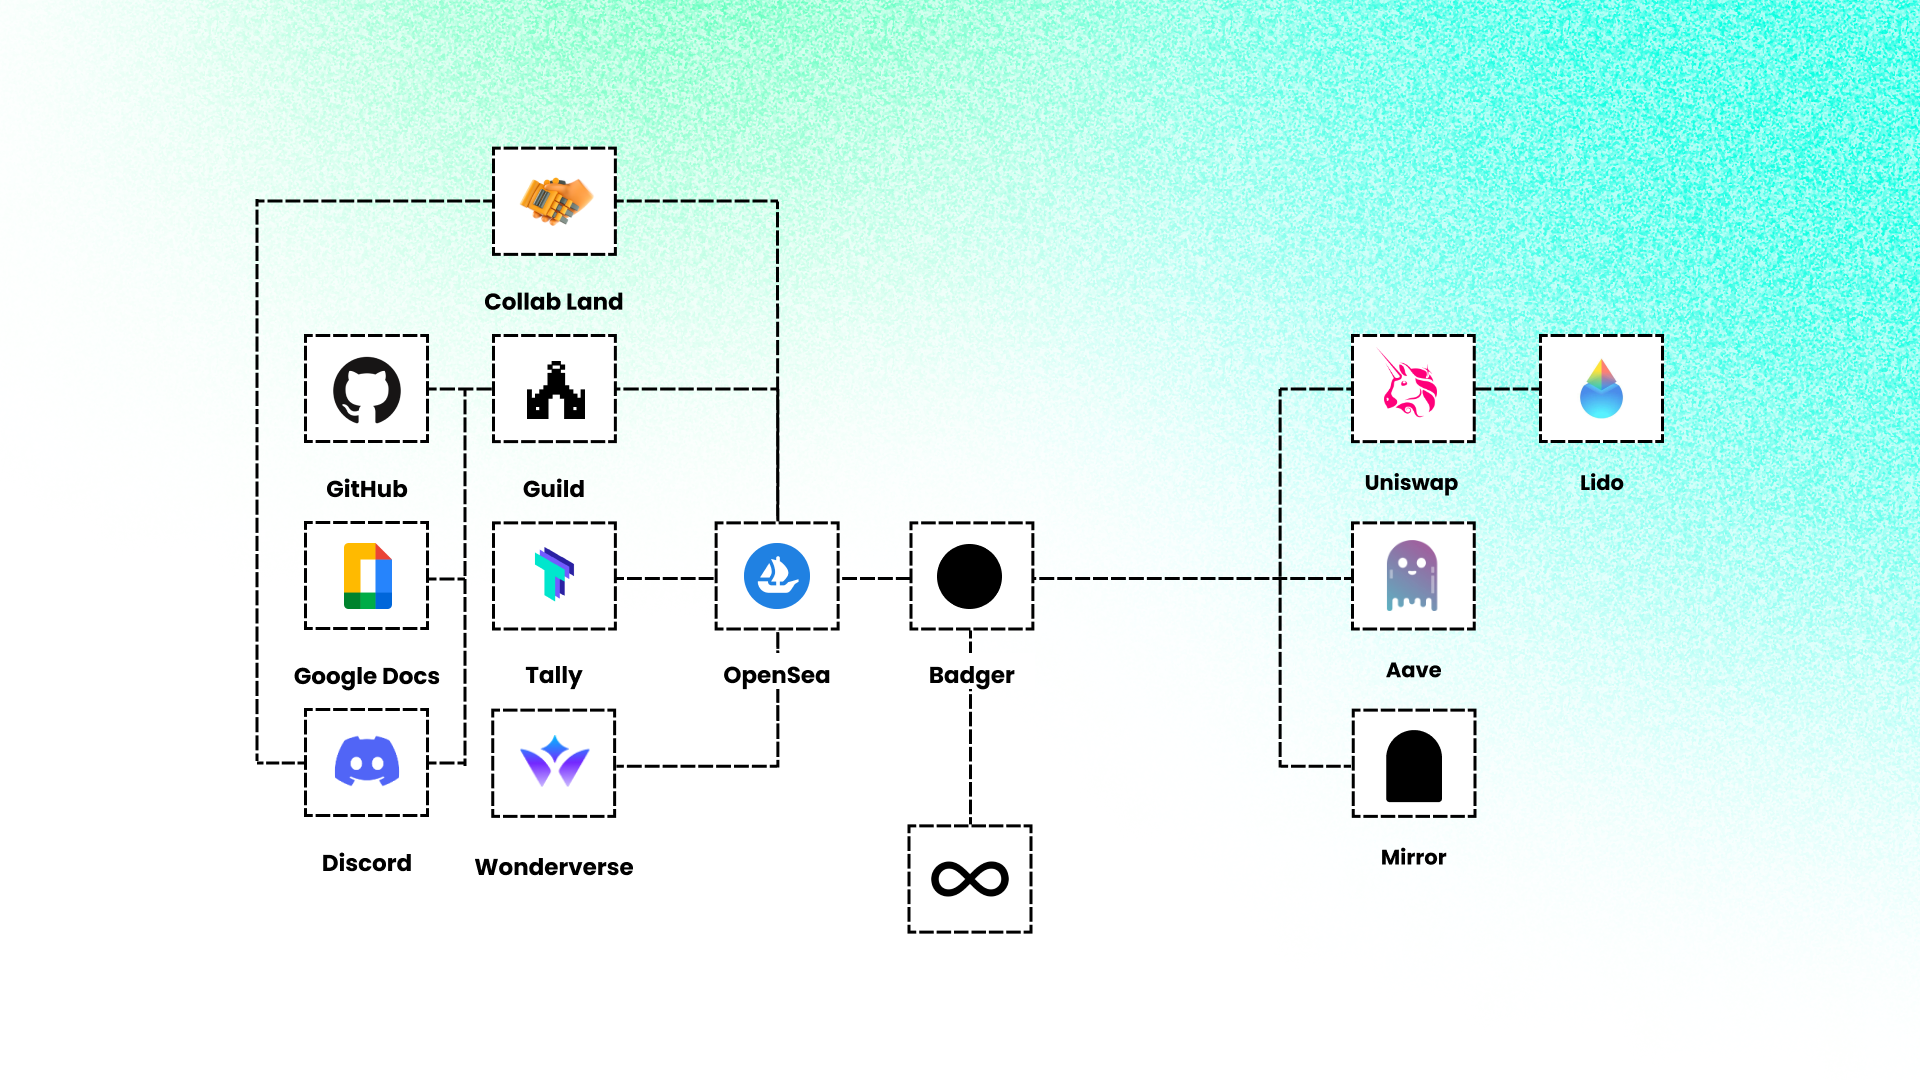 Collab Land
GitHub
Guild
Uniswap
Lido
Google Docs
Tally
OpenSea
Badger
Aave
Discord
Wonderverse
Mirror